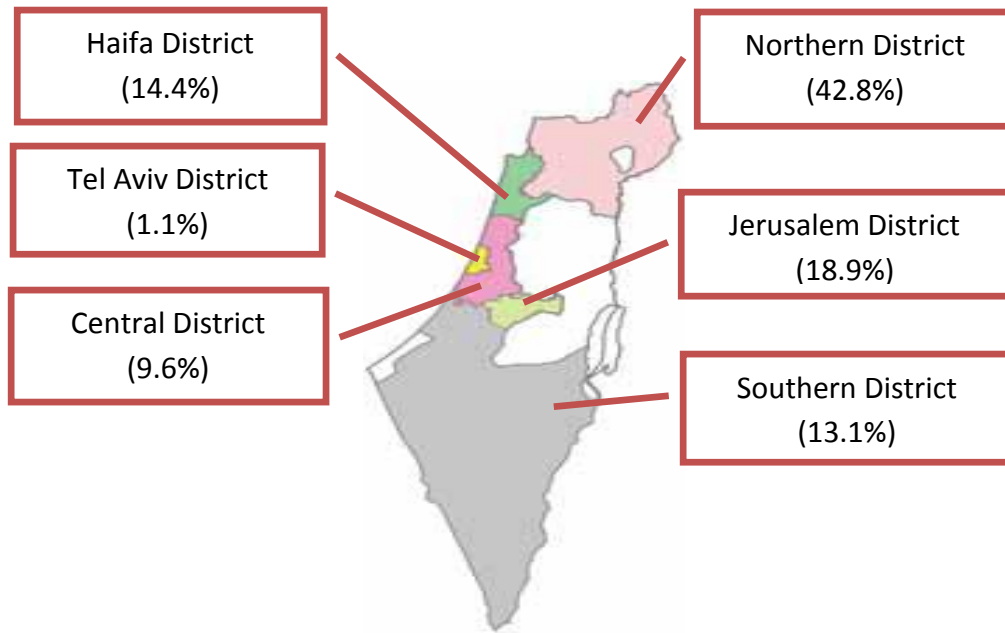 Haifa District
(14.4%)
Northern District
(42.8%)
Tel Aviv District
(1.1%)
Jerusalem District
(18.9%)
Central District
(9.6%)
Southern District
(13.1%)